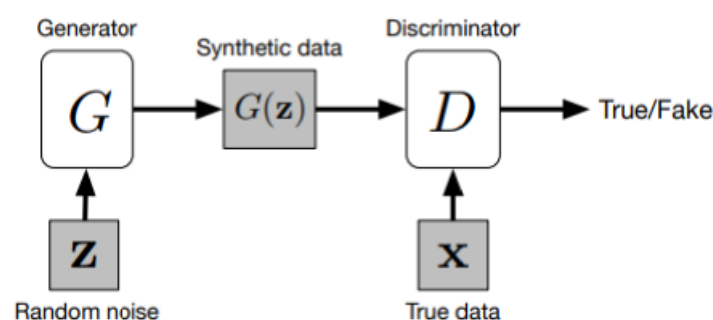 Generator
Synthetic data
Discriminator
G
G(z)
D
True/Fake
z
x
Random noise
True data